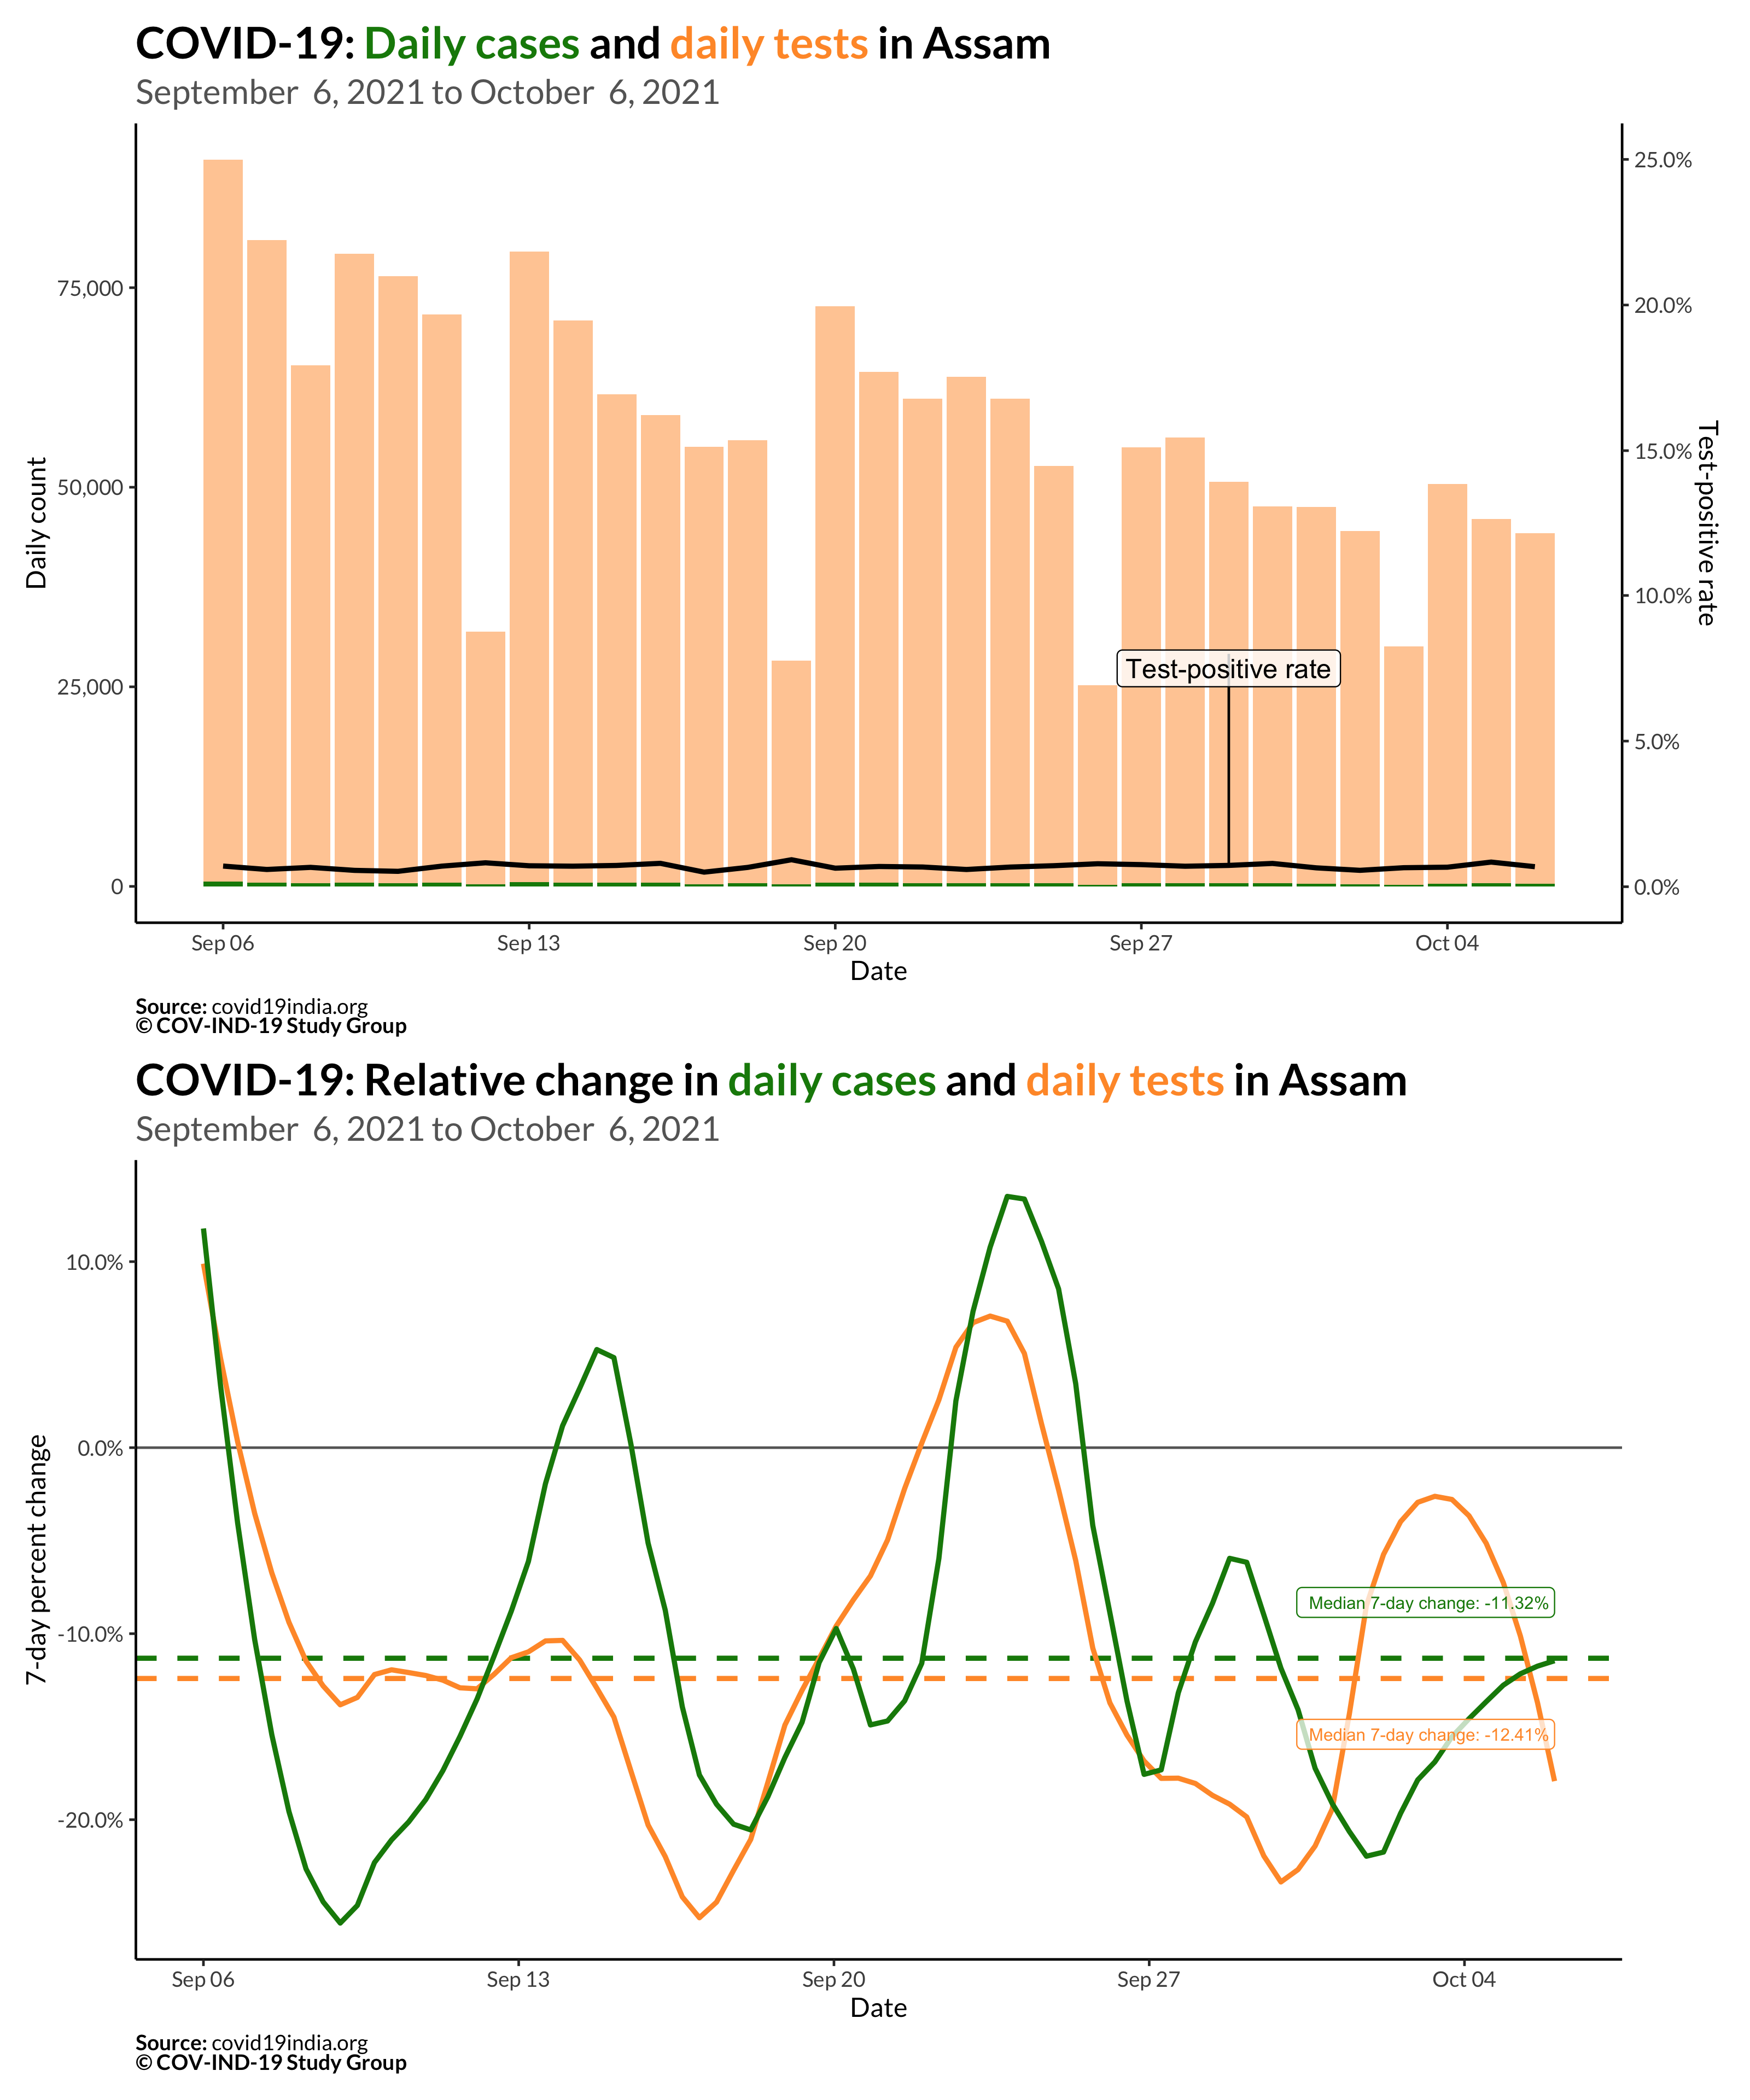 COVID-19: Daily cases and daily tests in Assam
September 6, 2021 to October 6, 2021
Daily count
75,000
50,000
25,000
0
25.0%
20.0%
15.0%
10.0%
5.0%
0.0%
Test-positive rate
Test-positive rate
Sep 06
Sep 13
Sep 20
Sep 27
Oct 04
Date
Source: covid19india.org
© COV-IND-19 Study Group
COVID-19: Relative change in daily cases and daily tests in Assam
September 6, 2021 to October 6, 2021
7-day percent change
10.0%
0.0%
-10.0%
-20.0%
Median 7-day change: -11.32%
Median 7-day change: -12.41%
Sep 06
Sep 13
Sep 20
Sep 27
Oct 04
Date
Source: covid19india.org
© COV-IND-19 Study Group